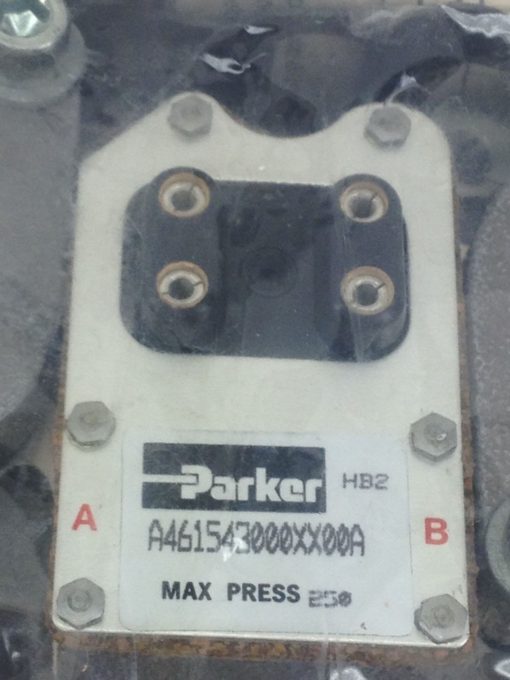 Parker HB2
A B
A461543000XX00A
MAX PRESS 250